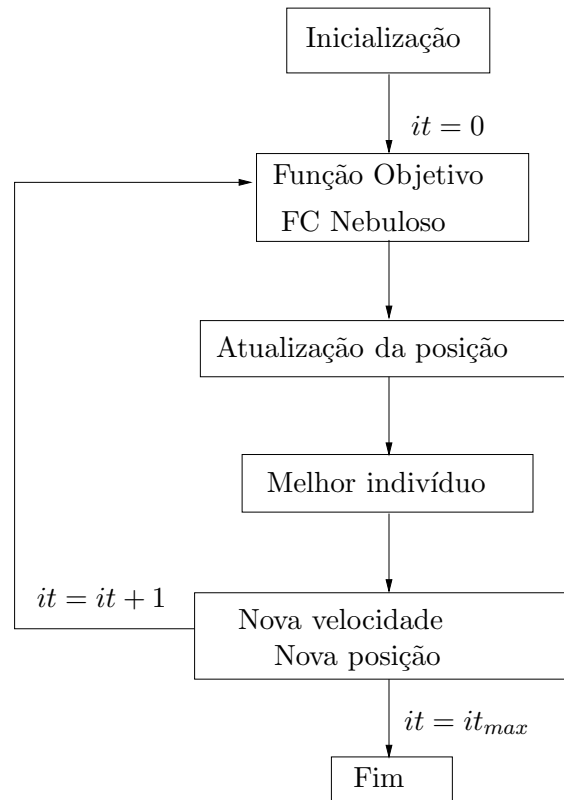 Inicialização
it = 0
Função Objetivo
FC Nebuloso
Atualização da posição
Melhor indivíduo
it = it + 1
Nova velocidade
Nova posição
it = it_max
Fim